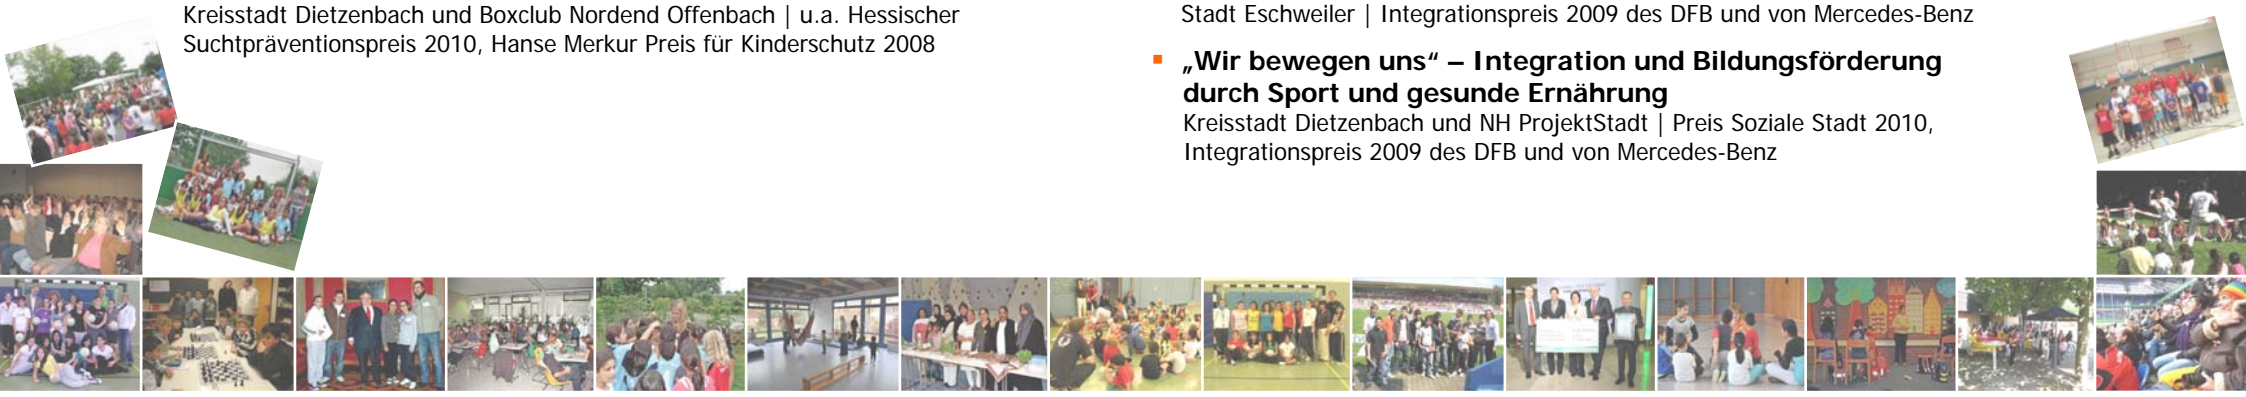 Kreisstadt Dietzenbach und Boxclub Nordend Offenbach | u.a. Hessischer
Suchtpräventionspreis 2010, Hanse Merkur Preis für Kinderschutz 2008
Stadt Eschweiler | Integrationspreis 2009 des DFB und von Mercedes-Benz
▪ „Wir bewegen uns“ – Integration und Bildungsförderung
durch Sport und gesunde Ernährung
Kreisstadt Dietzenbach und NH ProjektStadt | Preis Soziale Stadt 2010,
Integrationspreis 2009 des DFB und von Mercedes-Benz